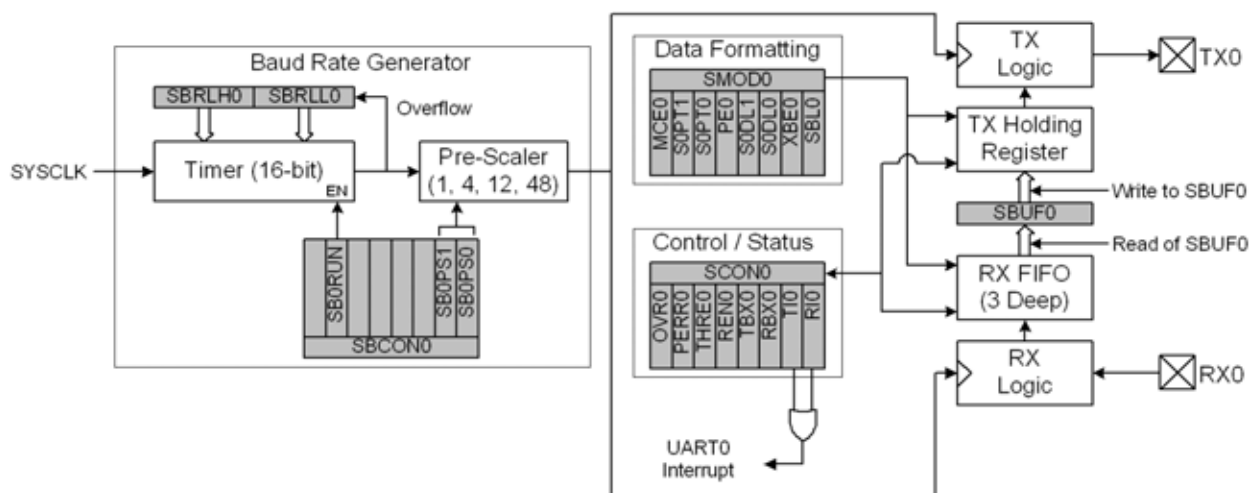 Baud Rate Generator
SBRLH0 SBRLL0
Overflow
SYSCLK
Timer (16-bit)
EN
Pre-Scaler
(1, 4, 12, 48)
SB0RUN
SB0PS1
SB0PS0
SBCON0
Data Formatting
SMOD0
MCE0
S0PT1
S0PT0
PE0
S0DL1
S0DL0
XBE0
SBL0
Control / Status
SCON0
OVR0
PERR0
THRE0
REN0
TBX0
RBX0
TI0
RI0
UART0
Interrupt
TX
Logic
TX0
TX Holding
Register
Write to SBUF0
SBUF0
Read of SBUF0
RX FIFO
(3 Deep)
RX
Logic
RX0